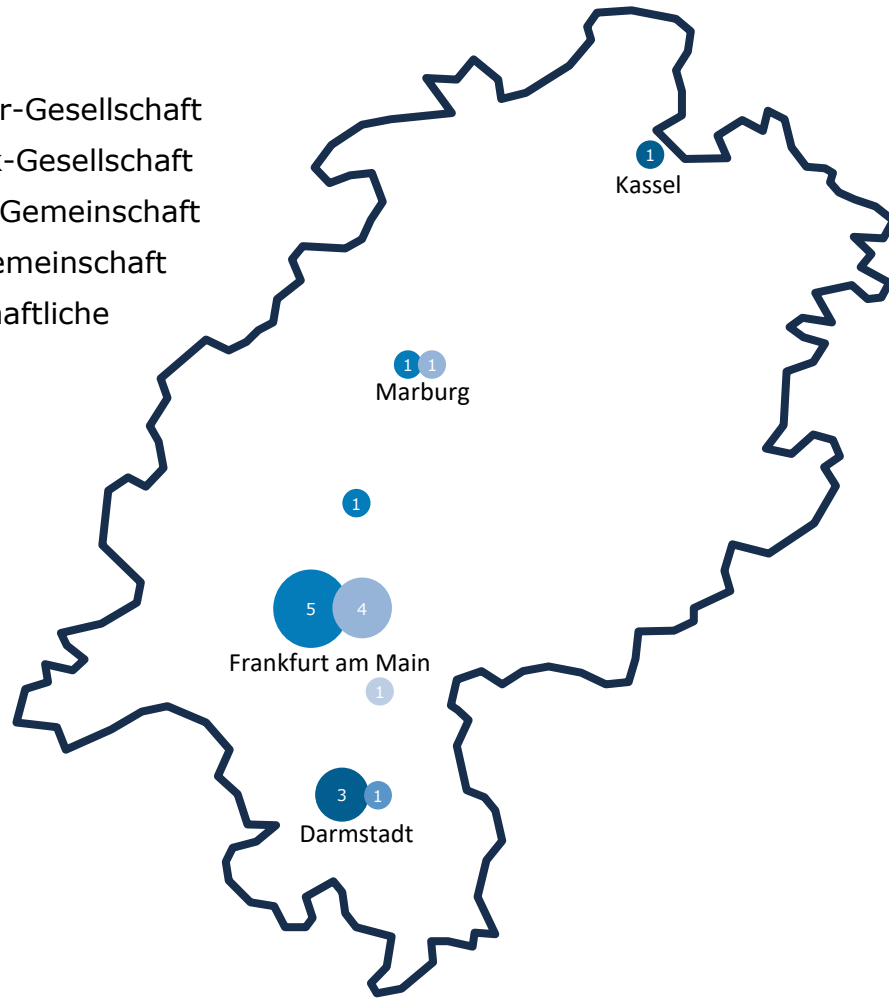 r-Gesellschaft
-Gesellschaft
Gemeinschaft
emeinschaft
aftliche
1
Kassel
1 1
Marburg
1
5 4
Frankfurt am Main
1
3 1
Darmstadt